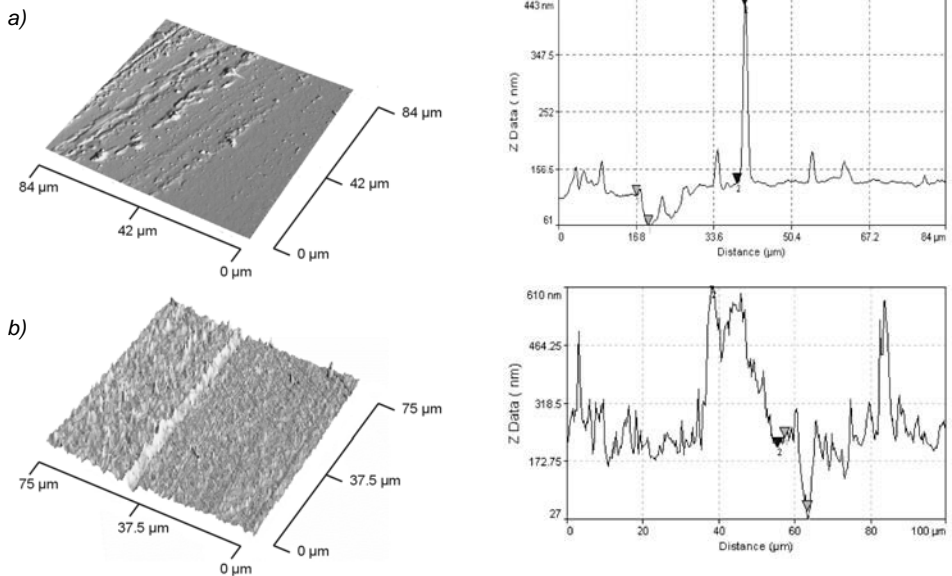 a)
84 µm
42 µm
0 µm
84 µm
42 µm
0 µm
443 nm
347.5
252
156.5
61
Z Data ( nm)
1
2
0
16.8
33.6
50.4
67.2
84 µm
Distance (µm)
b)
75 µm
37.5 µm
0 µm
75 µm
37.5 µm
0 µm
610 nm
464.25
318.5
172.75
27
Z Data ( nm)
2
0
20
40
60
80
100 µm
Distance (µm)